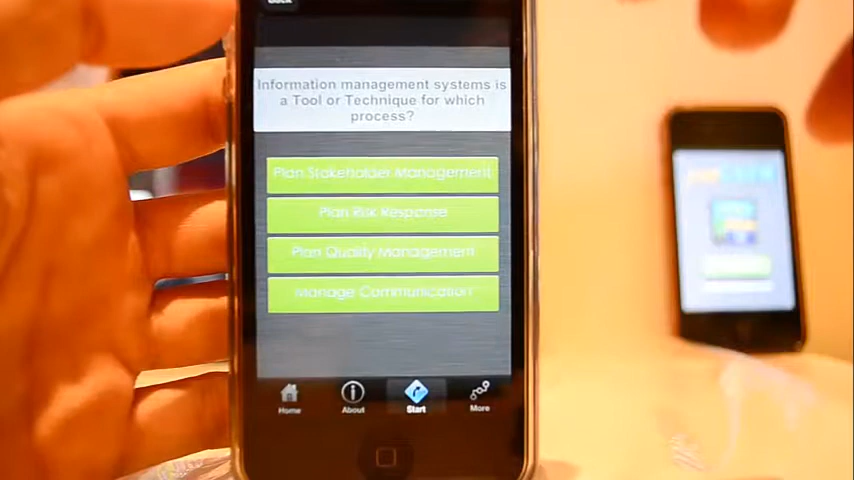 Information management systems is
a Tool or Technique for which
process?
Plan Stakeholder Management
Plan Risk Response
Plan Quality Management
Manage Communication
Home
About
Start
More